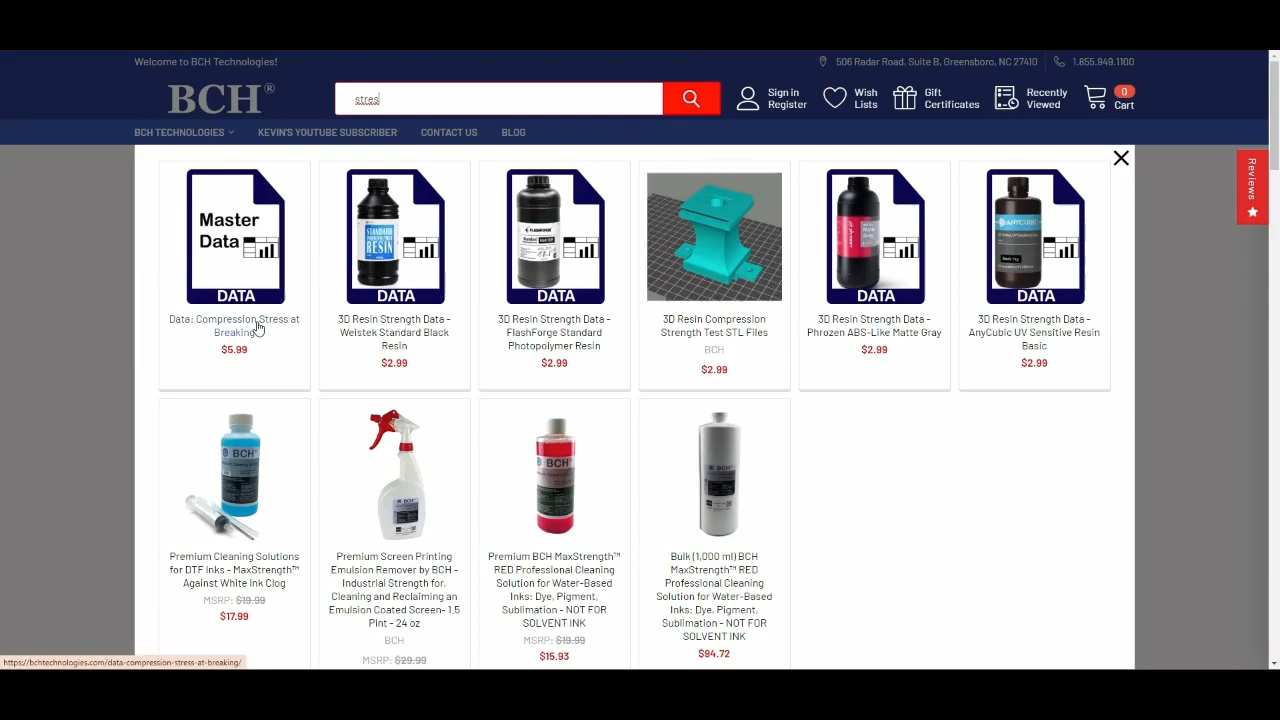 Welcome to BCH Technologies!
506 Radar Road, Suite B, Greensboro, NC 27410
1.855.949.1100
BCH®
stres
Sign in
Register
Wish
Lists
Gift
Certificates
Recently
Viewed
0
Cart
BCH TECHNOLOGIES
KEVIN'S YOUTUBE SUBSCRIBER
CONTACT US
BLOG
Reviews
Master
Data
DATA
Data: Compression Stress at
Breaking
$5.99
STANDARD
RESIN
DATA
3D Resin Strength Data -
Weistek Standard Black
Resin
$2.99
FLASHFORGE
DATA
3D Resin Strength Data -
FlashForge Standard
Photopolymer Resin
$2.99
3D Resin Compression
Strength Test STL Files
BCH
$2.99
phrozen
DATA
3D Resin Strength Data -
Phrozen ABS-Like Matte Gray
$2.99
ANYCUBIC
DATA
3D Resin Strength Data -
AnyCubic UV Sensitive Resin
Basic
$2.99
BCH
Premium Cleaning Solutions
for DTF Inks - MaxStrength™
Against White Ink Clog
MSRP: $19.99
$17.99
BCH
Premium Screen Printing
Emulsion Remover by BCH -
Industrial Strength for.
Cleaning and Reclaiming an
Emulsion Coated Screen- 1.5
Pint - 24 oz
BCH
MSRP: $29.99
BCH
Premium BCH MaxStrength™
RED Professional Cleaning
Solution for Water-Based
Inks: Dye, Pigment,
Sublimation - NOT FOR
SOLVENT INK
MSRP: $19.99
$15.93
Bulk (1,000 ml) BCH
MaxStrength™ RED
Professional Cleaning
Solution for Water-Based
Inks: Dye, Pigment,
Sublimation - NOT FOR
SOLVENT INK
$94.72
https://bchtechnologies.com/data-compression-stress-at-breaking/